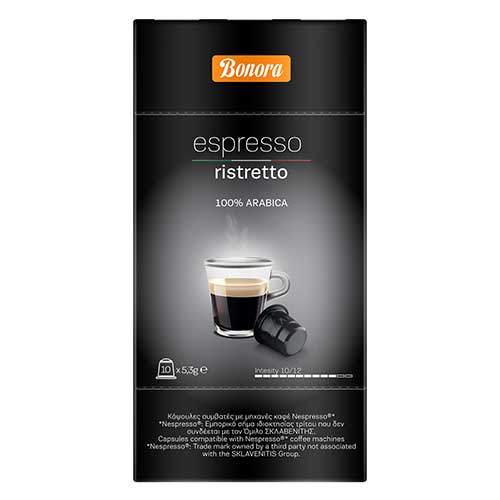 Bonora
espresso
ristretto
100% ARABICA
10 x 5,3g ℮
Intesity 10/12
Κάψουλες συμβατές με μηχανές καφέ Nespresso®*
*Nespresso®: Εμπορικό σήμα ιδιοκτησίας τρίτου που δεν
συνδέεται με τον Όμιλο ΣΚΛΑΒΕΝΙΤΗΣ.
Capsules compatible with Nespresso®* coffee machines
*Nespresso®: Trade mark owned by a third party not associated
with the SKLAVENITIS Group.